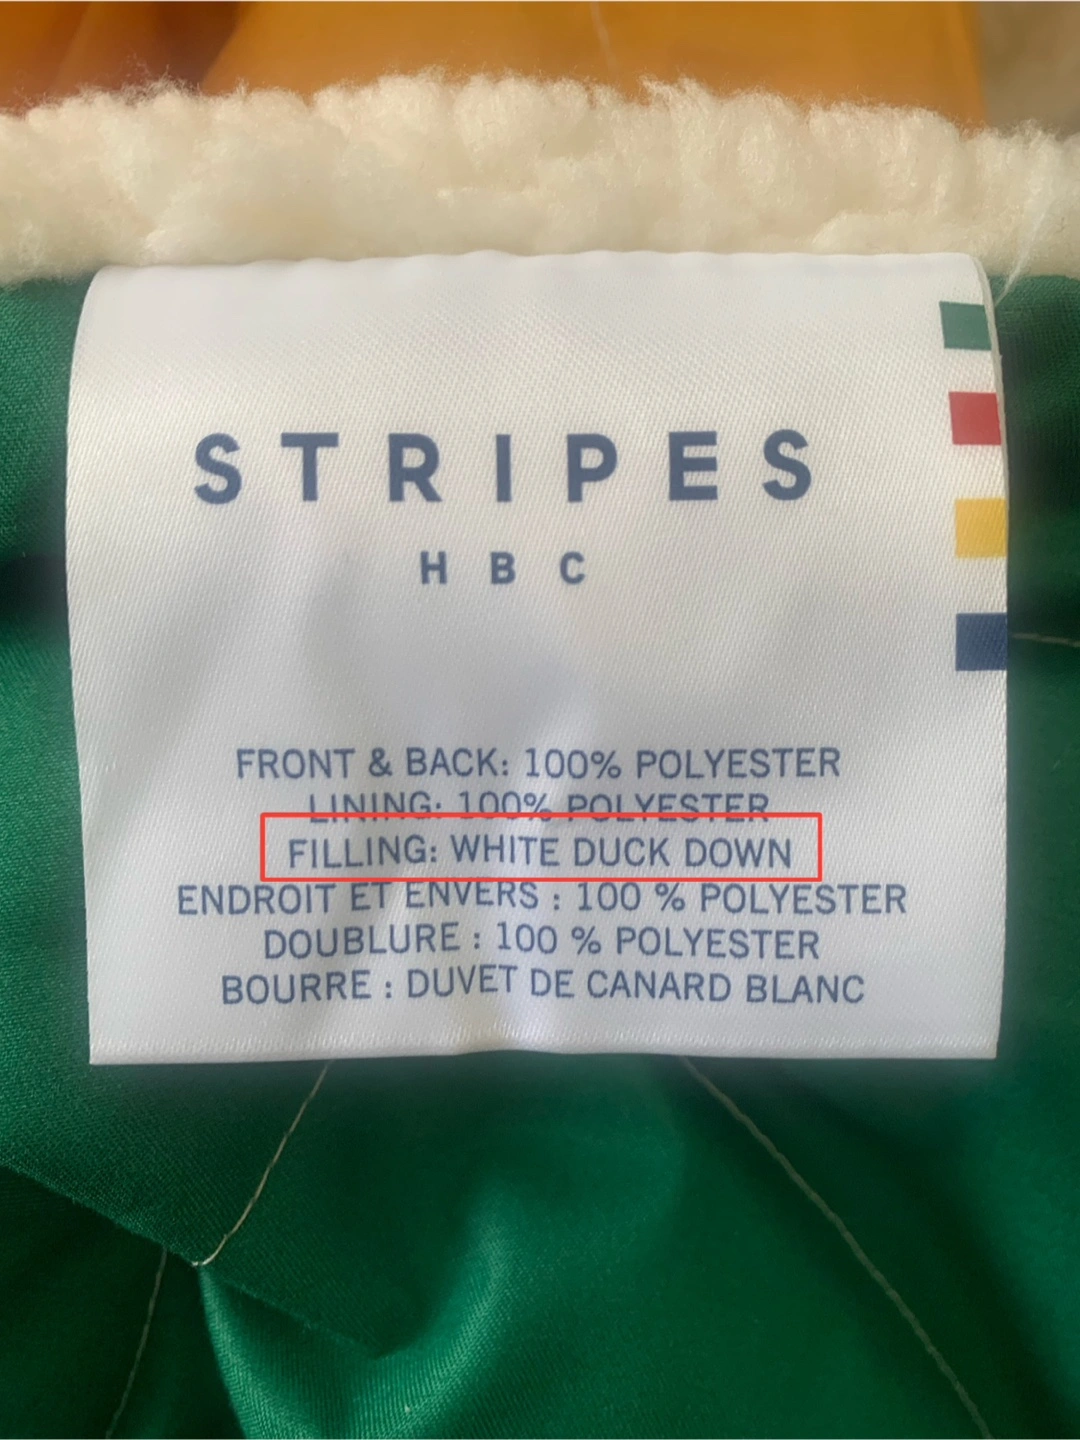 STRIPES
HBC
FRONT & BACK: 100% POLYESTER
LINING: 100% POLYESTER
FILLING: WHITE DUCK DOWN
ENDROIT ET ENVERS : 100 % POLYESTER
DOUBLURE : 100 % POLYESTER
BOURRE : DUVET DE CANARD BLANC